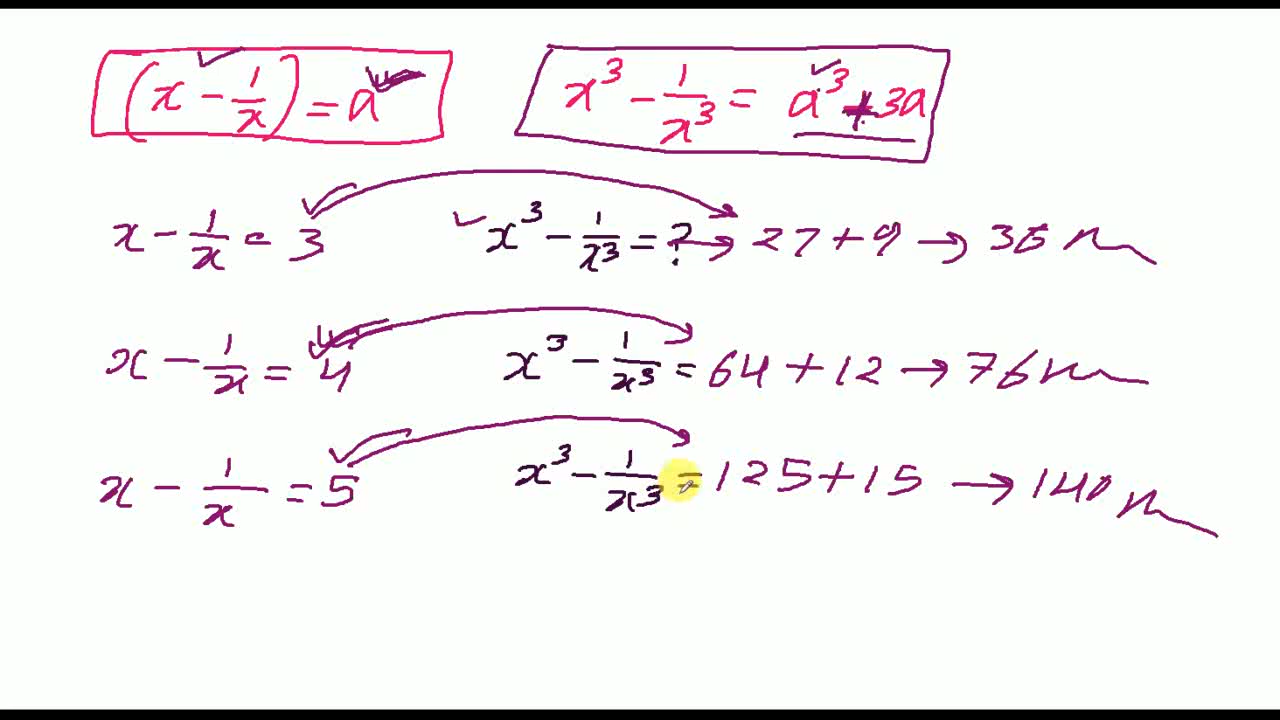 (x - 1/x) = a    x³ - 1/x³ = a³ + 3a
x - 1/x = 3    x³ - 1/x³ = ? → 27 + 9 → 36
x - 1/x = 4    x³ - 1/x³ = 64 + 12 → 76
x - 1/x = 5    x³ - 1/x³ = 125 + 15 → 140